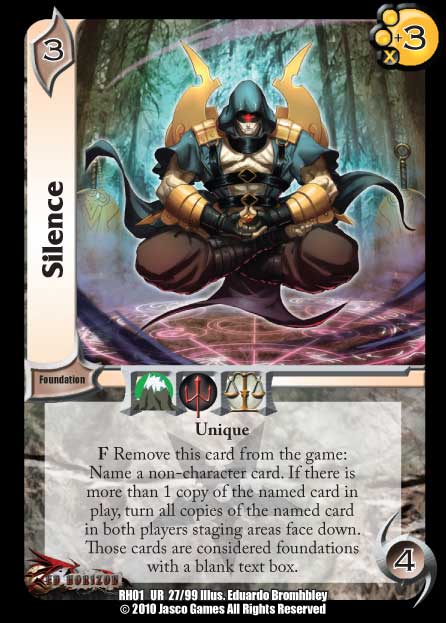 3
+3
Silence
Foundation
Unique
F Remove this card from the game:
Name a non-character card. If there is
more than 1 copy of the named card in
play, turn all copies of the named card
in both players staging areas face down.
Those cards are considered foundations
with a blank text box.
4
RED HORIZON
RH01 UR 27/99 Illus. Eduardo Bromhbley
© 2010 Jasco Games All Rights Reserved